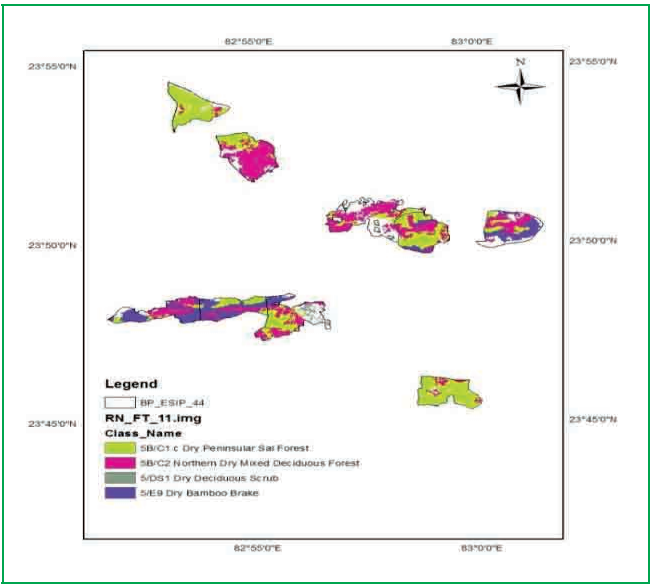 82°55'0"E 83°0'0"E
23°55'0"N 23°55'0"N
N
23°50'0"N 23°50'0"N
Legend
BP_ESIP_44
RN_FT_11.img
23°45'0"N 23°45'0"N
Class_Name
5B/C1 c Dry Peninsular Sal Forest
5B/C2 Northern Dry Mixed Deciduous Forest
5/DS1 Dry Deciduous Scrub
5/E9 Dry Bamboo Brake
82°55'0"E 83°0'0"E